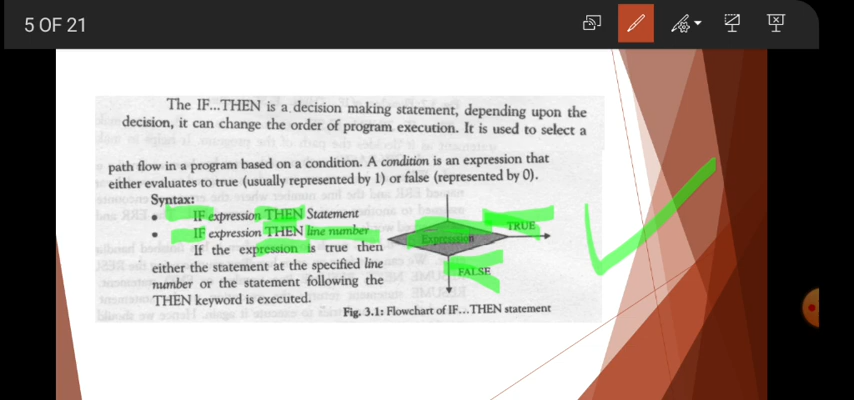 5 OF 21
The IF...THEN is a decision making statement, depending upon the
decision, it can change the order of program execution. It is used to select a
path flow in a program based on a condition. A condition is an expression that
either evaluates to true (usually represented by 1) or false (represented by 0).
Syntax:
• IF expression THEN Statement
• IF expression THEN line number
If the expression is true then
either the statement at the specified line
number or the statement following the
THEN keyword is executed.
Expression
TRUE
FALSE
Fig. 3.1: Flowchart of IF...THEN statement